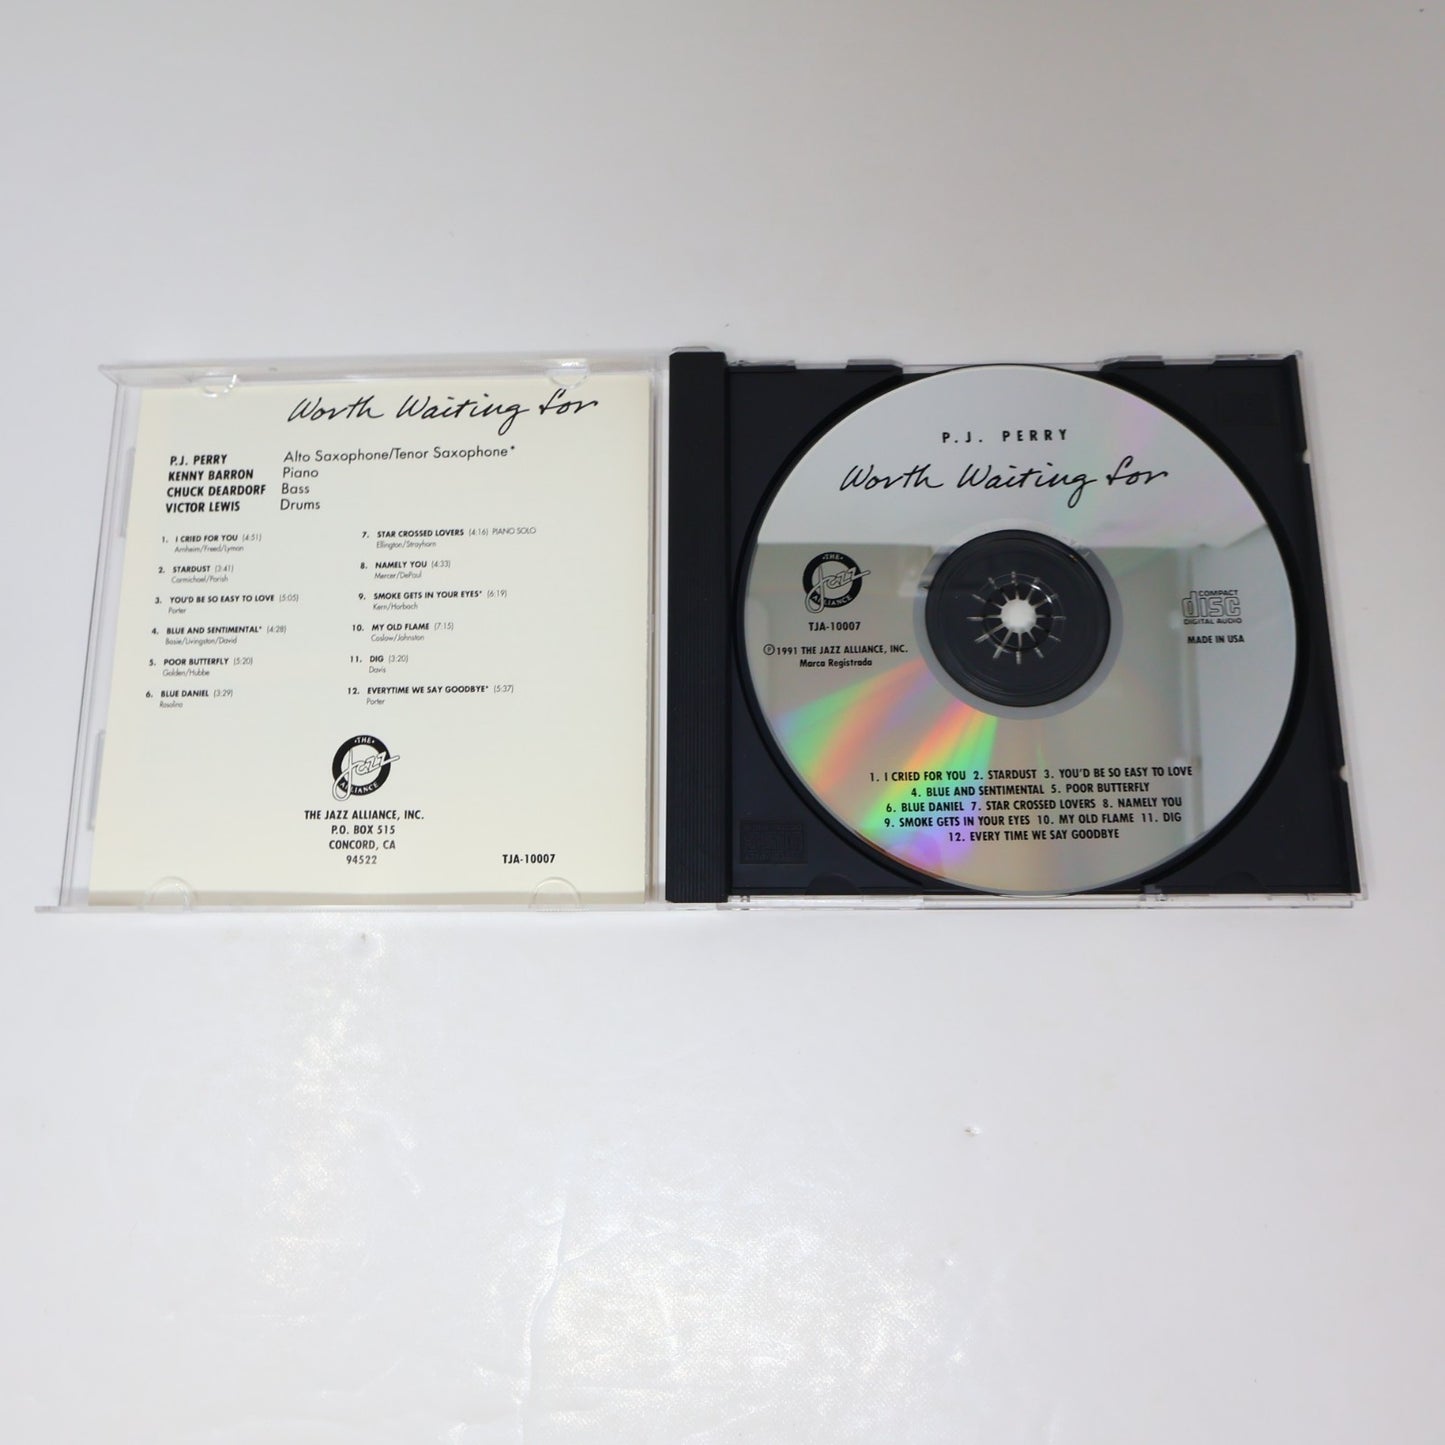 Worth Waiting for
P.J. PERRY Alto Saxophone/Tenor Saxophone*
KENNY BARRON Piano
CHUCK DEARDORF Bass
VICTOR LEWIS Drums
1. I CRIED FOR YOU (4:51)
Arnheim/Freed/Lyman
2. STARDUST (3:41)
Carmichael/Parish
3. YOU'D BE SO EASY TO LOVE (5:05)
Porter
4. BLUE AND SENTIMENTAL* (4:28)
Basie/Livingston/David
5. POOR BUTTERFLY (5:20)
Golden/Hubbe
6. BLUE DANIEL (3:29)
Rosolino
7. STAR CROSSED LOVERS (4:16) PIANO SOLO
Ellington/Strayhorn
8. NAMELY YOU (4:33)
Mercer/DePaul
9. SMOKE GETS IN YOUR EYES* (6:19)
Kern/Harbach
10. MY OLD FLAME (7:15)
Coslow/Johnston
11. DIG (3:20)
Davis
12. EVERYTIME WE SAY GOODBYE* (5:37)
Porter
•THE•
Jazz
ALLIANCE
THE JAZZ ALLIANCE, INC.
P.O. BOX 515
CONCORD, CA
94522
TJA-10007
P.J. PERRY
Worth Waiting for
•THE•
Jazz
ALLIANCE
TJA-10007
Ⓟ1991 THE JAZZ ALLIANCE, INC.
Marca Registrada
COMPACT
disc
DIGITAL AUDIO
MADE IN USA
1. I CRIED FOR YOU 2. STARDUST 3. YOU'D BE SO EASY TO LOVE
4. BLUE AND SENTIMENTAL 5. POOR BUTTERFLY
6. BLUE DANIEL 7. STAR CROSSED LOVERS 8. NAMELY YOU
9. SMOKE GETS IN YOUR EYES 10. MY OLD FLAME 11. DIG
12. EVERY TIME WE SAY GOODBYE